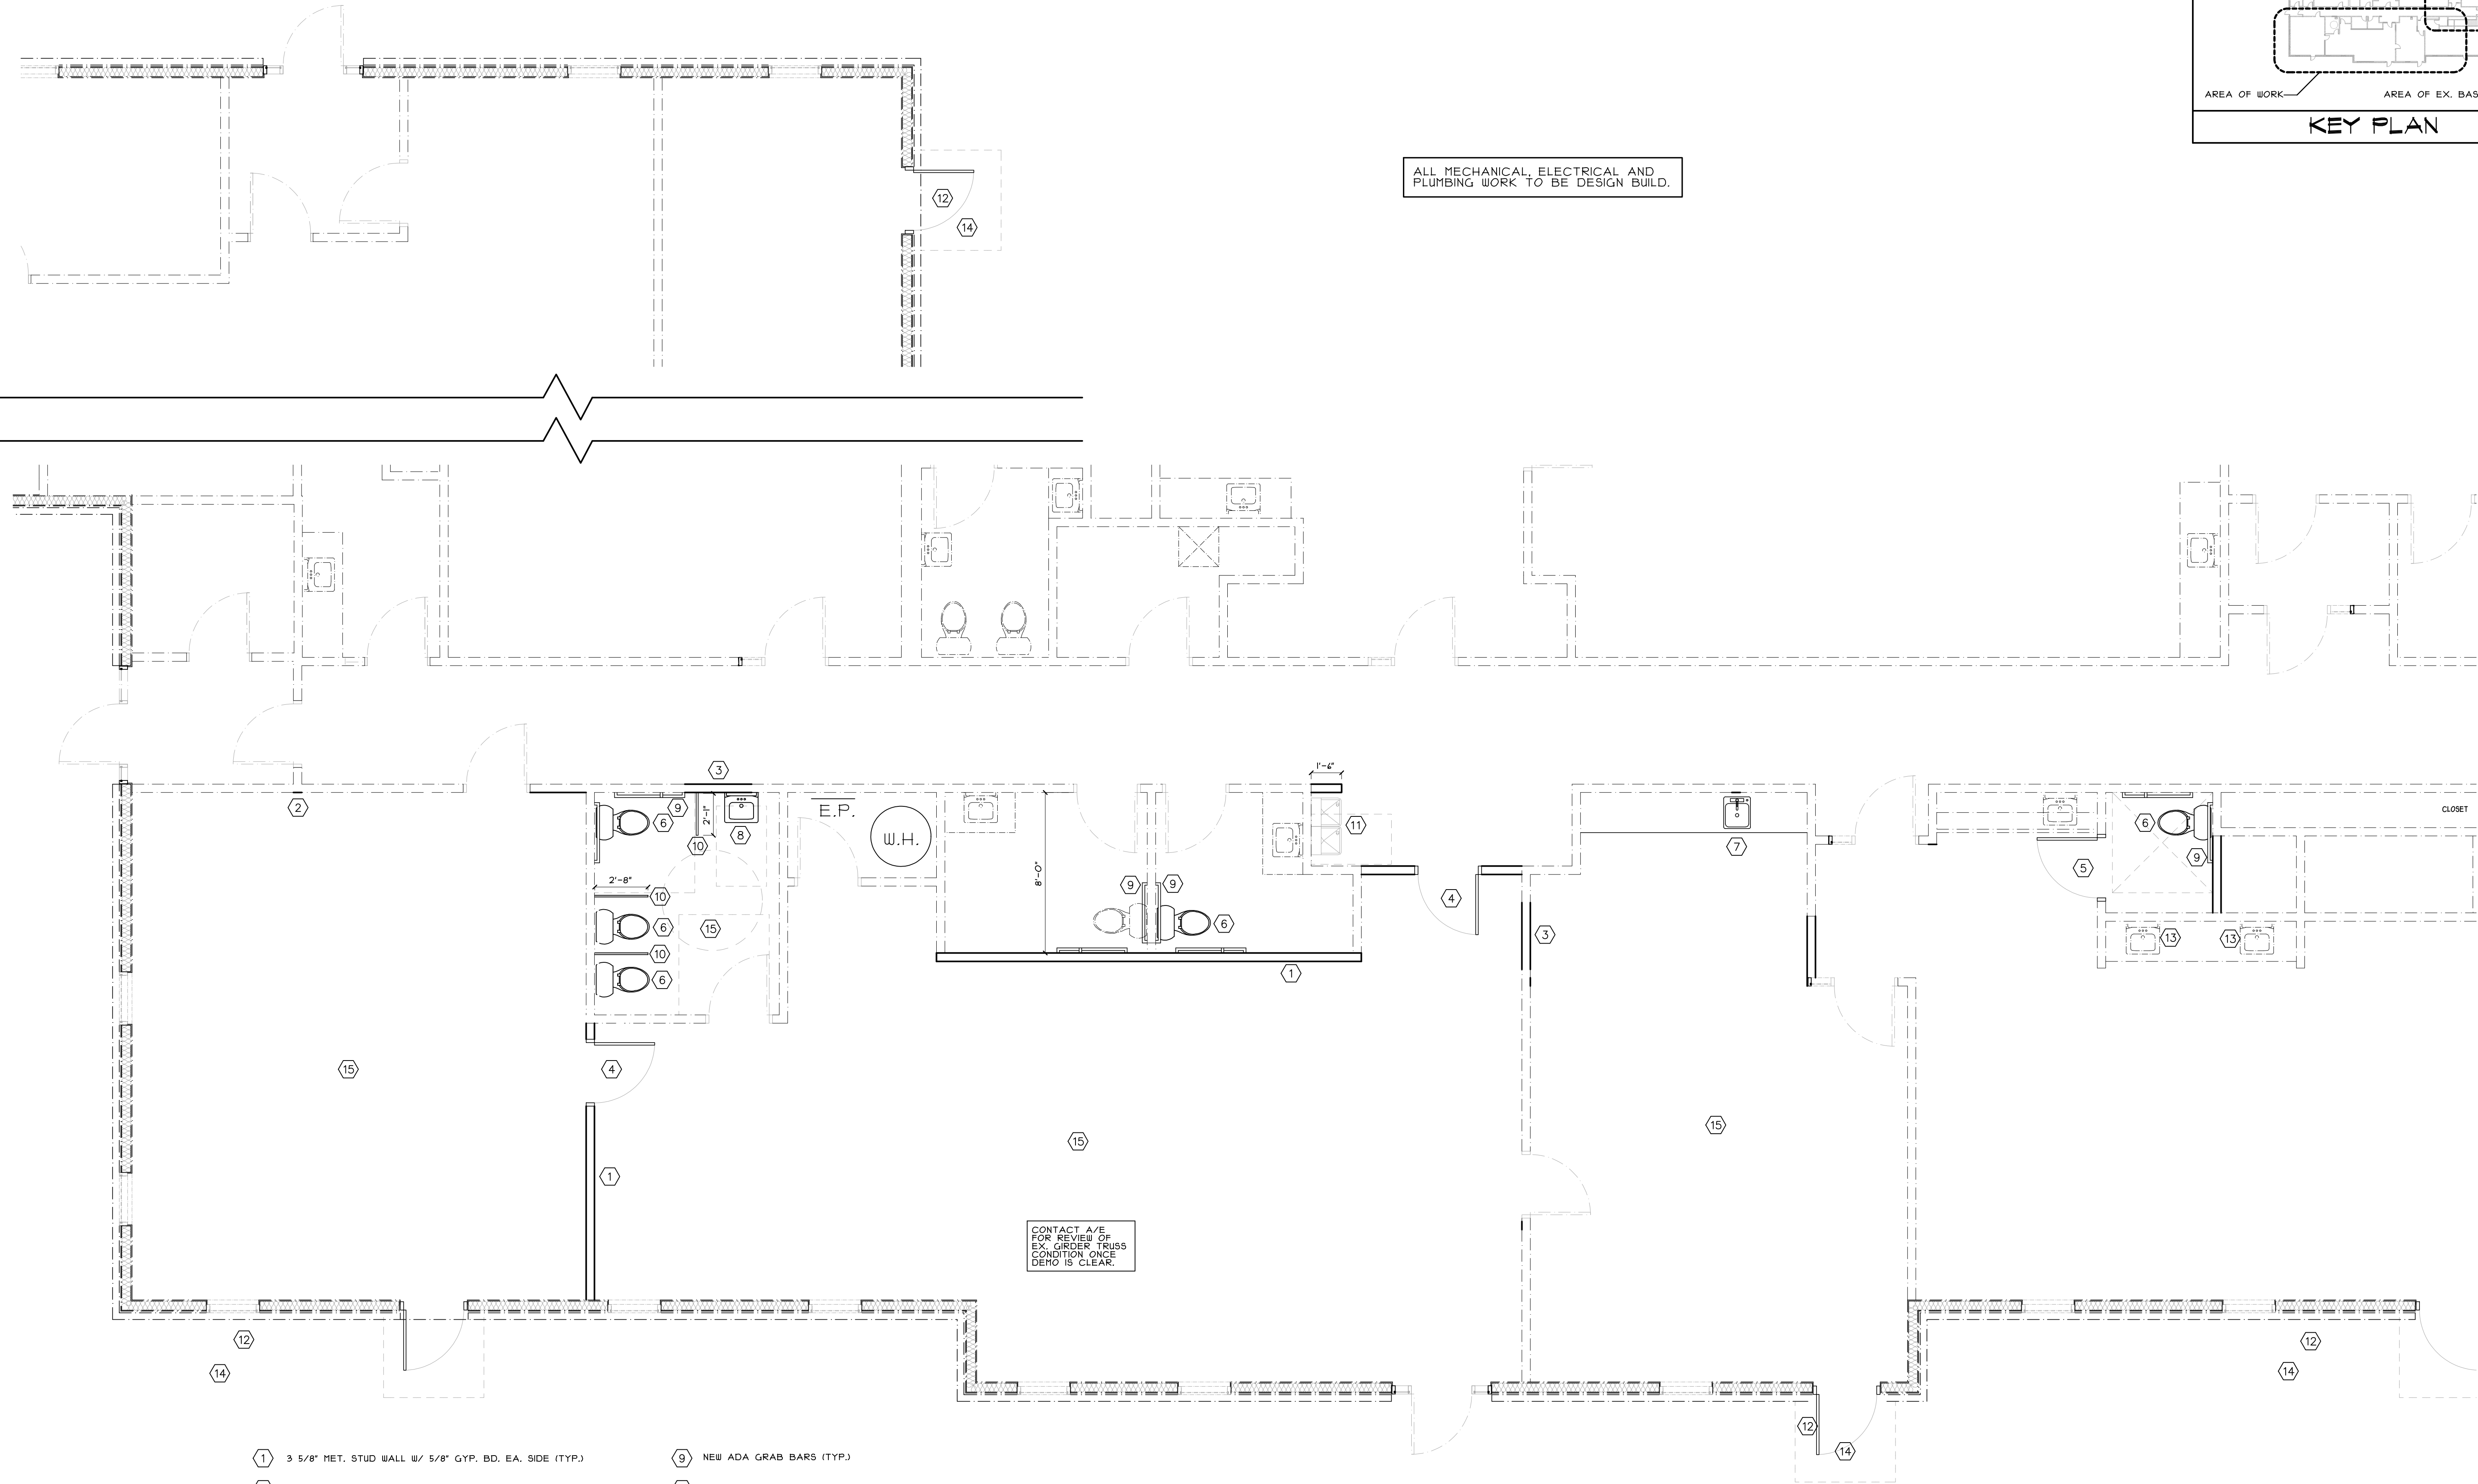 AREA OF WORK
AREA OF EX. BAS
KEY PLAN
ALL MECHANICAL, ELECTRICAL AND
PLUMBING WORK TO BE DESIGN BUILD.
12
14
3
1'-6"
2
9
6
2'-1"
8
10
E.P.
W.H.
11
7
6
9
CLOSET
5
2'-8"
10
6
15
10
6
8'-0"
9
9
6
4
3
13
13
1
4
15
15
15
1
CONTACT A/E
FOR REVIEW OF
EX. GIRDER TRUSS
CONDITION ONCE
DEMO IS CLEAR.
12
14
12
14
12
14
1 3 5/8" MET. STUD WALL W/ 5/8" GYP. BD. EA. SIDE (TYP.)
9 NEW ADA GRAB BARS (TYP.)